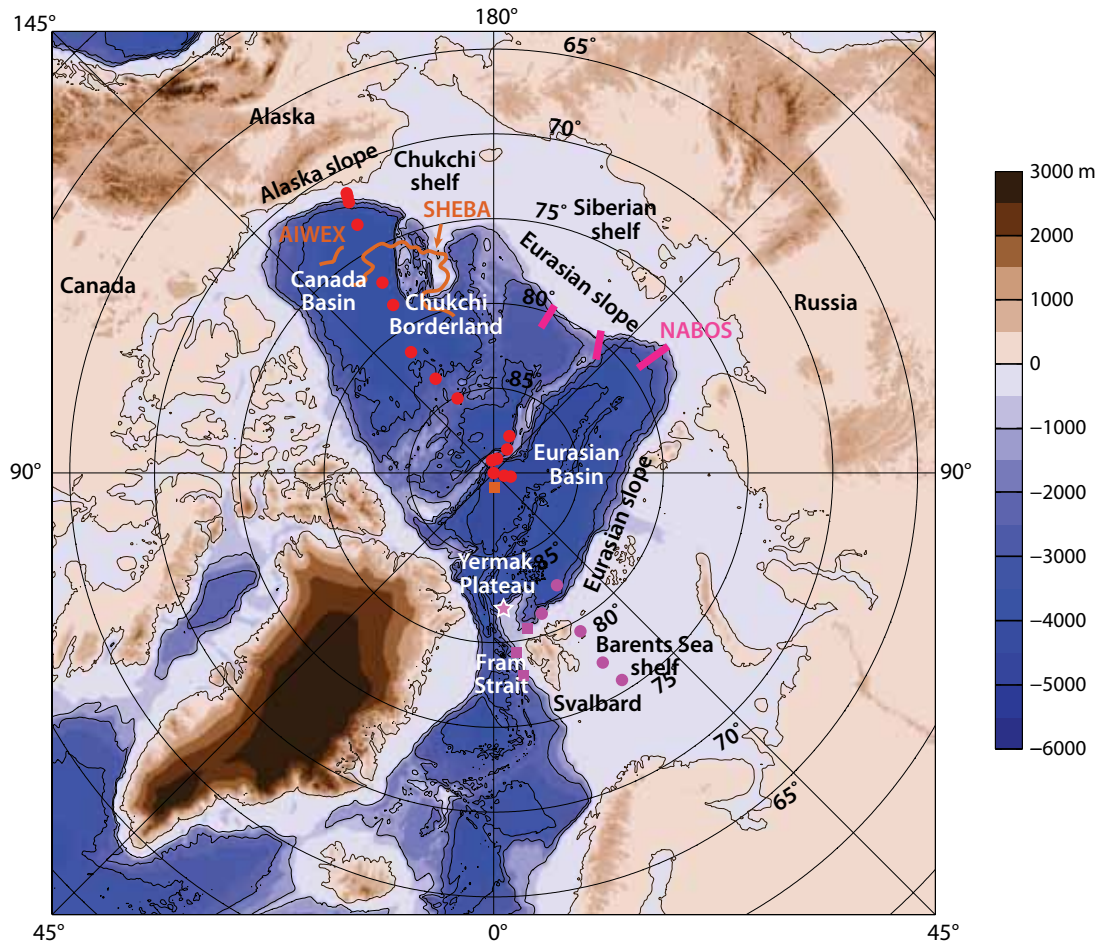 145°
180°
65°
Alaska
70°
Alaska slope
Chukchi
shelf
SHEBA
75°
Siberian
shelf
AIWEX
Eurasian slope
Canada
Canada
Basin
80°
Chukchi
Borderland
Russia
NABOS
85°
Eurasian
Basin
90°
90°
Eurasian slope
Yermak
Plateau
85°
80°
Barents Sea
shelf
Fram
Strait
75°
Svalbard
70°
65°
45°
0°
45°
3000 m
2000
1000
0
−1000
−2000
−3000
−4000
−5000
−6000